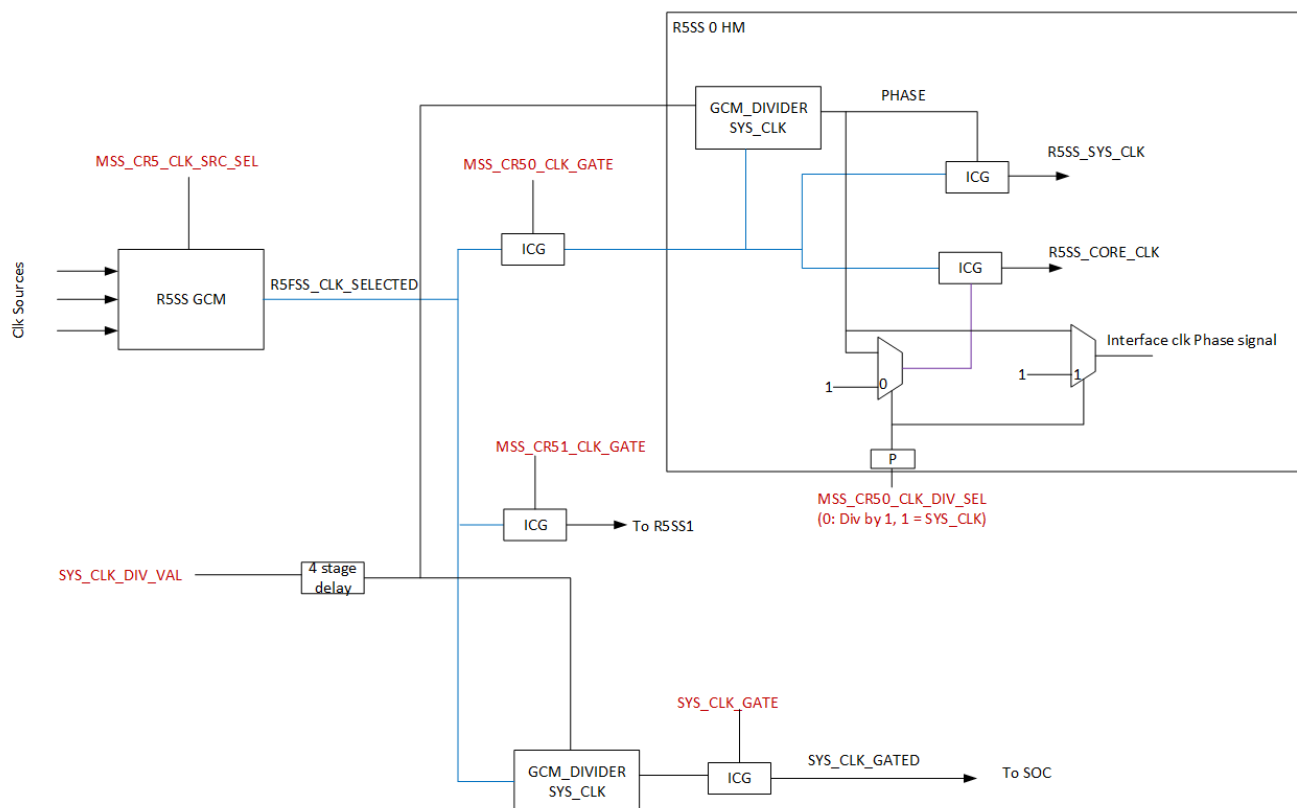 R5SS 0 HM
GCM_DIVIDER
SYS_CLK
PHASE
MSS_CR5_CLK_SRC_SEL
MSS_CR50_CLK_GATE
R5SS_SYS_CLK
ICG
ICG
R5SS_CORE_CLK
ICG
Clk Sources
R5SS GCM
R5FSS_CLK_SELECTED
Interface clk Phase signal
1
0
1
1
MSS_CR51_CLK_GATE
P
MSS_CR50_CLK_DIV_SEL
(0: Div by 1, 1 = SYS_CLK)
ICG
To R5SS1
SYS_CLK_DIV_VAL
4 stage
delay
SYS_CLK_GATE
GCM_DIVIDER
SYS_CLK
ICG
SYS_CLK_GATED
To SOC